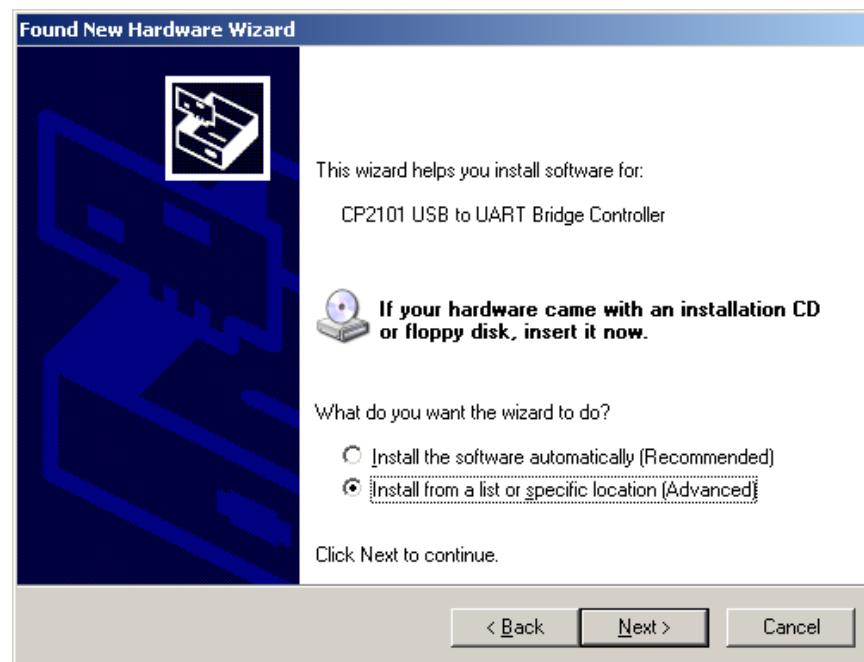 Found New Hardware Wizard
This wizard helps you install software for:
CP2101 USB to UART Bridge Controller
If your hardware came with an installation CD
or floppy disk, insert it now.
What do you want the wizard to do?
Install the software automatically (Recommended)
Install from a list or specific location (Advanced)
Click Next to continue.
< Back Next > Cancel